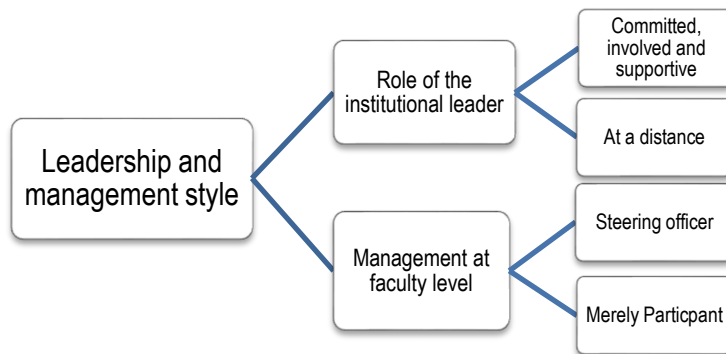 Leadership and
management style
Role of the
institutional leader
Committed,
involved and
supportive
At a distance
Management at
faculty level
Steering officer
Merely Particpant